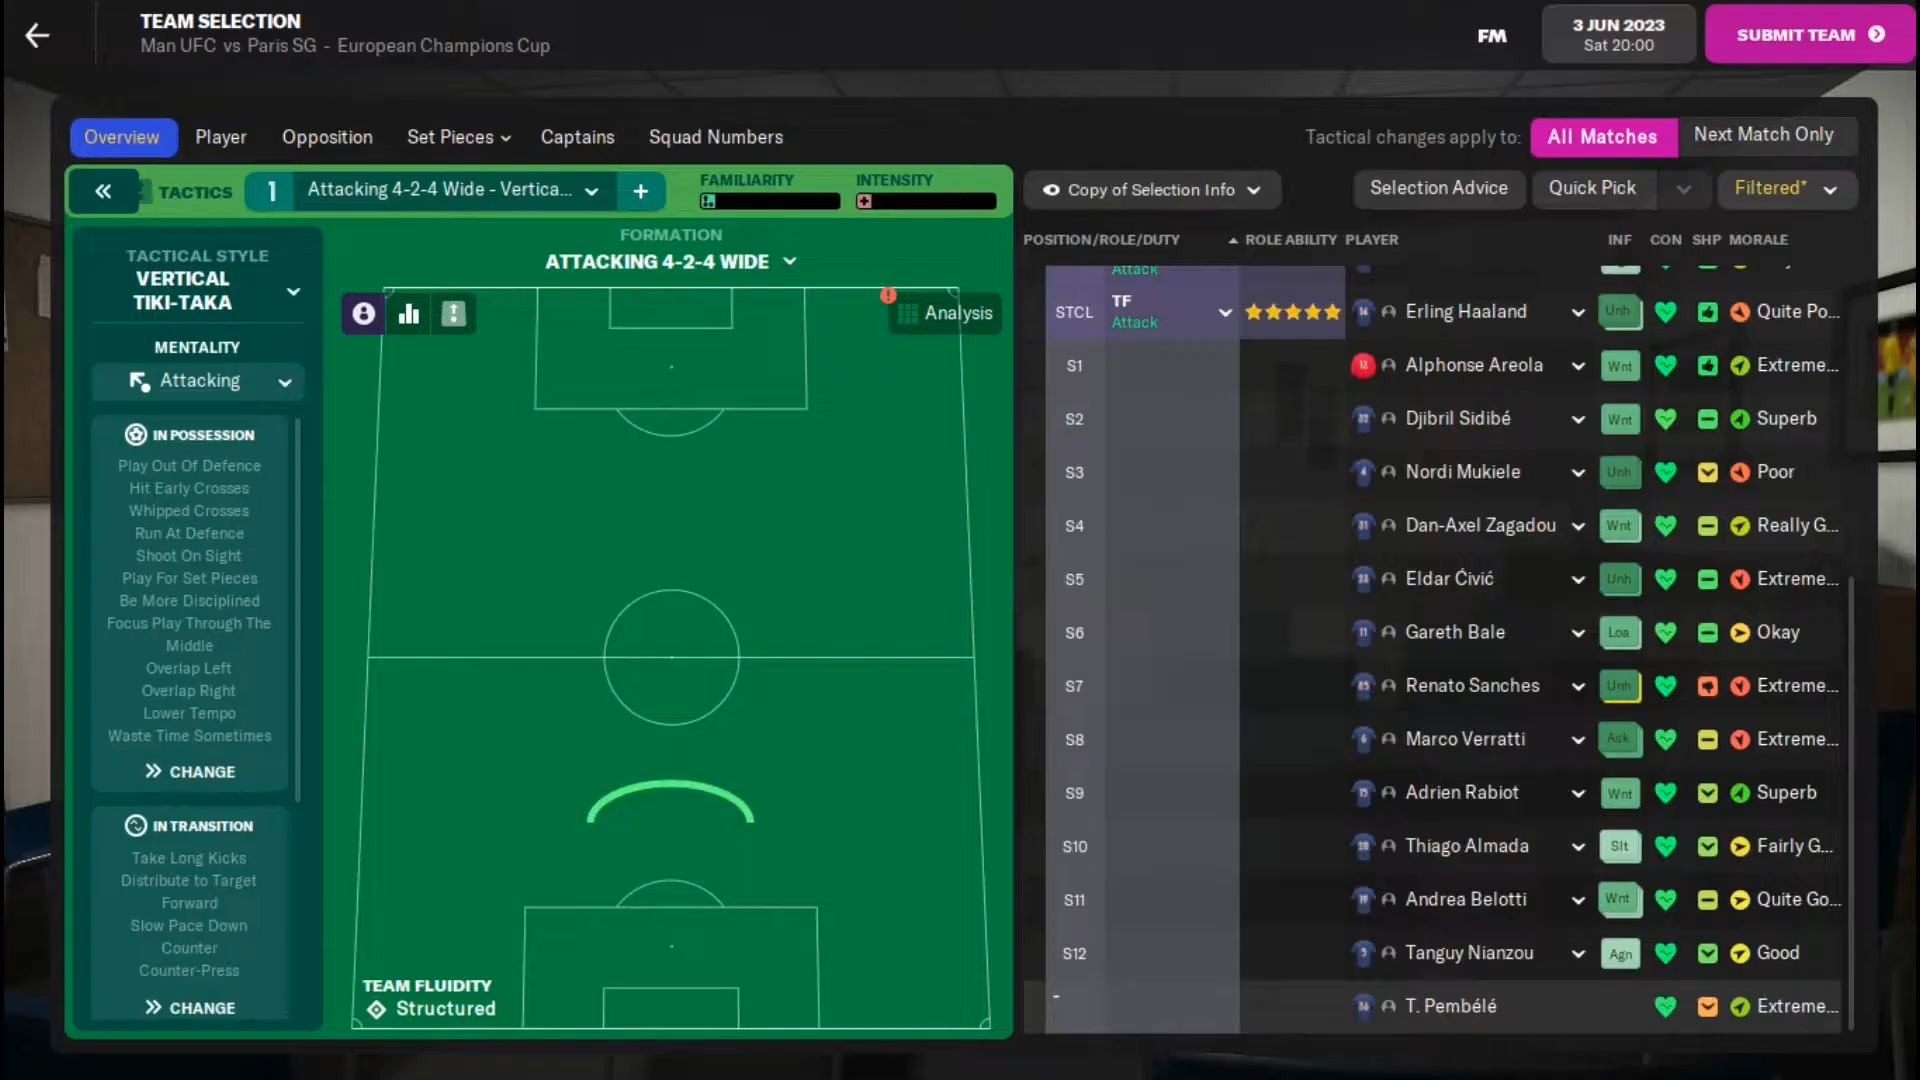 TEAM SELECTION
Man UFC vs Paris SG - European Champions Cup
FM
3 JUN 2023
Sat 20:00
SUBMIT TEAM
Overview
Player
Opposition
Set Pieces
Captains
Squad Numbers
Tactical changes apply to:
All Matches
Next Match Only
TACTICS
1
Attacking 4-2-4 Wide - Vertica...
FAMILIARITY
INTENSITY
Copy of Selection Info
Selection Advice
Quick Pick
Filtered*
TACTICAL STYLE
VERTICAL
TIKI-TAKA
MENTALITY
Attacking
IN POSSESSION
Play Out Of Defence
Hit Early Crosses
Whipped Crosses
Run At Defence
Shoot On Sight
Play For Set Pieces
Be More Disciplined
Focus Play Through The
Middle
Overlap Left
Overlap Right
Lower Tempo
Waste Time Sometimes
CHANGE
IN TRANSITION
Take Long Kicks
Distribute to Target
Forward
Slow Pace Down
Counter
Counter-Press
CHANGE
FORMATION
ATTACKING 4-2-4 WIDE
Analysis
TEAM FLUIDITY
Structured
POSITION/ROLE/DUTY ROLE ABILITY PLAYER INF CON SHP MORALE
Attack
STCL TF Attack Erling Haaland Unh Quite Po...
S1 Alphonse Areola Wnt Extreme...
S2 Djibril Sidibé Wnt Superb
S3 Nordi Mukiele Unh Poor
S4 Dan-Axel Zagadou Wnt Really G...
S5 Eldar Ćivić Unh Extreme...
S6 Gareth Bale Loa Okay
S7 Renato Sanches Unh Extreme...
S8 Marco Verratti Ask Extreme...
S9 Adrien Rabiot Wnt Superb
S10 Thiago Almada Slt Fairly G...
S11 Andrea Belotti Wnt Quite Go...
S12 Tanguy Nianzou Agn Good
- T. Pembélé Extreme...